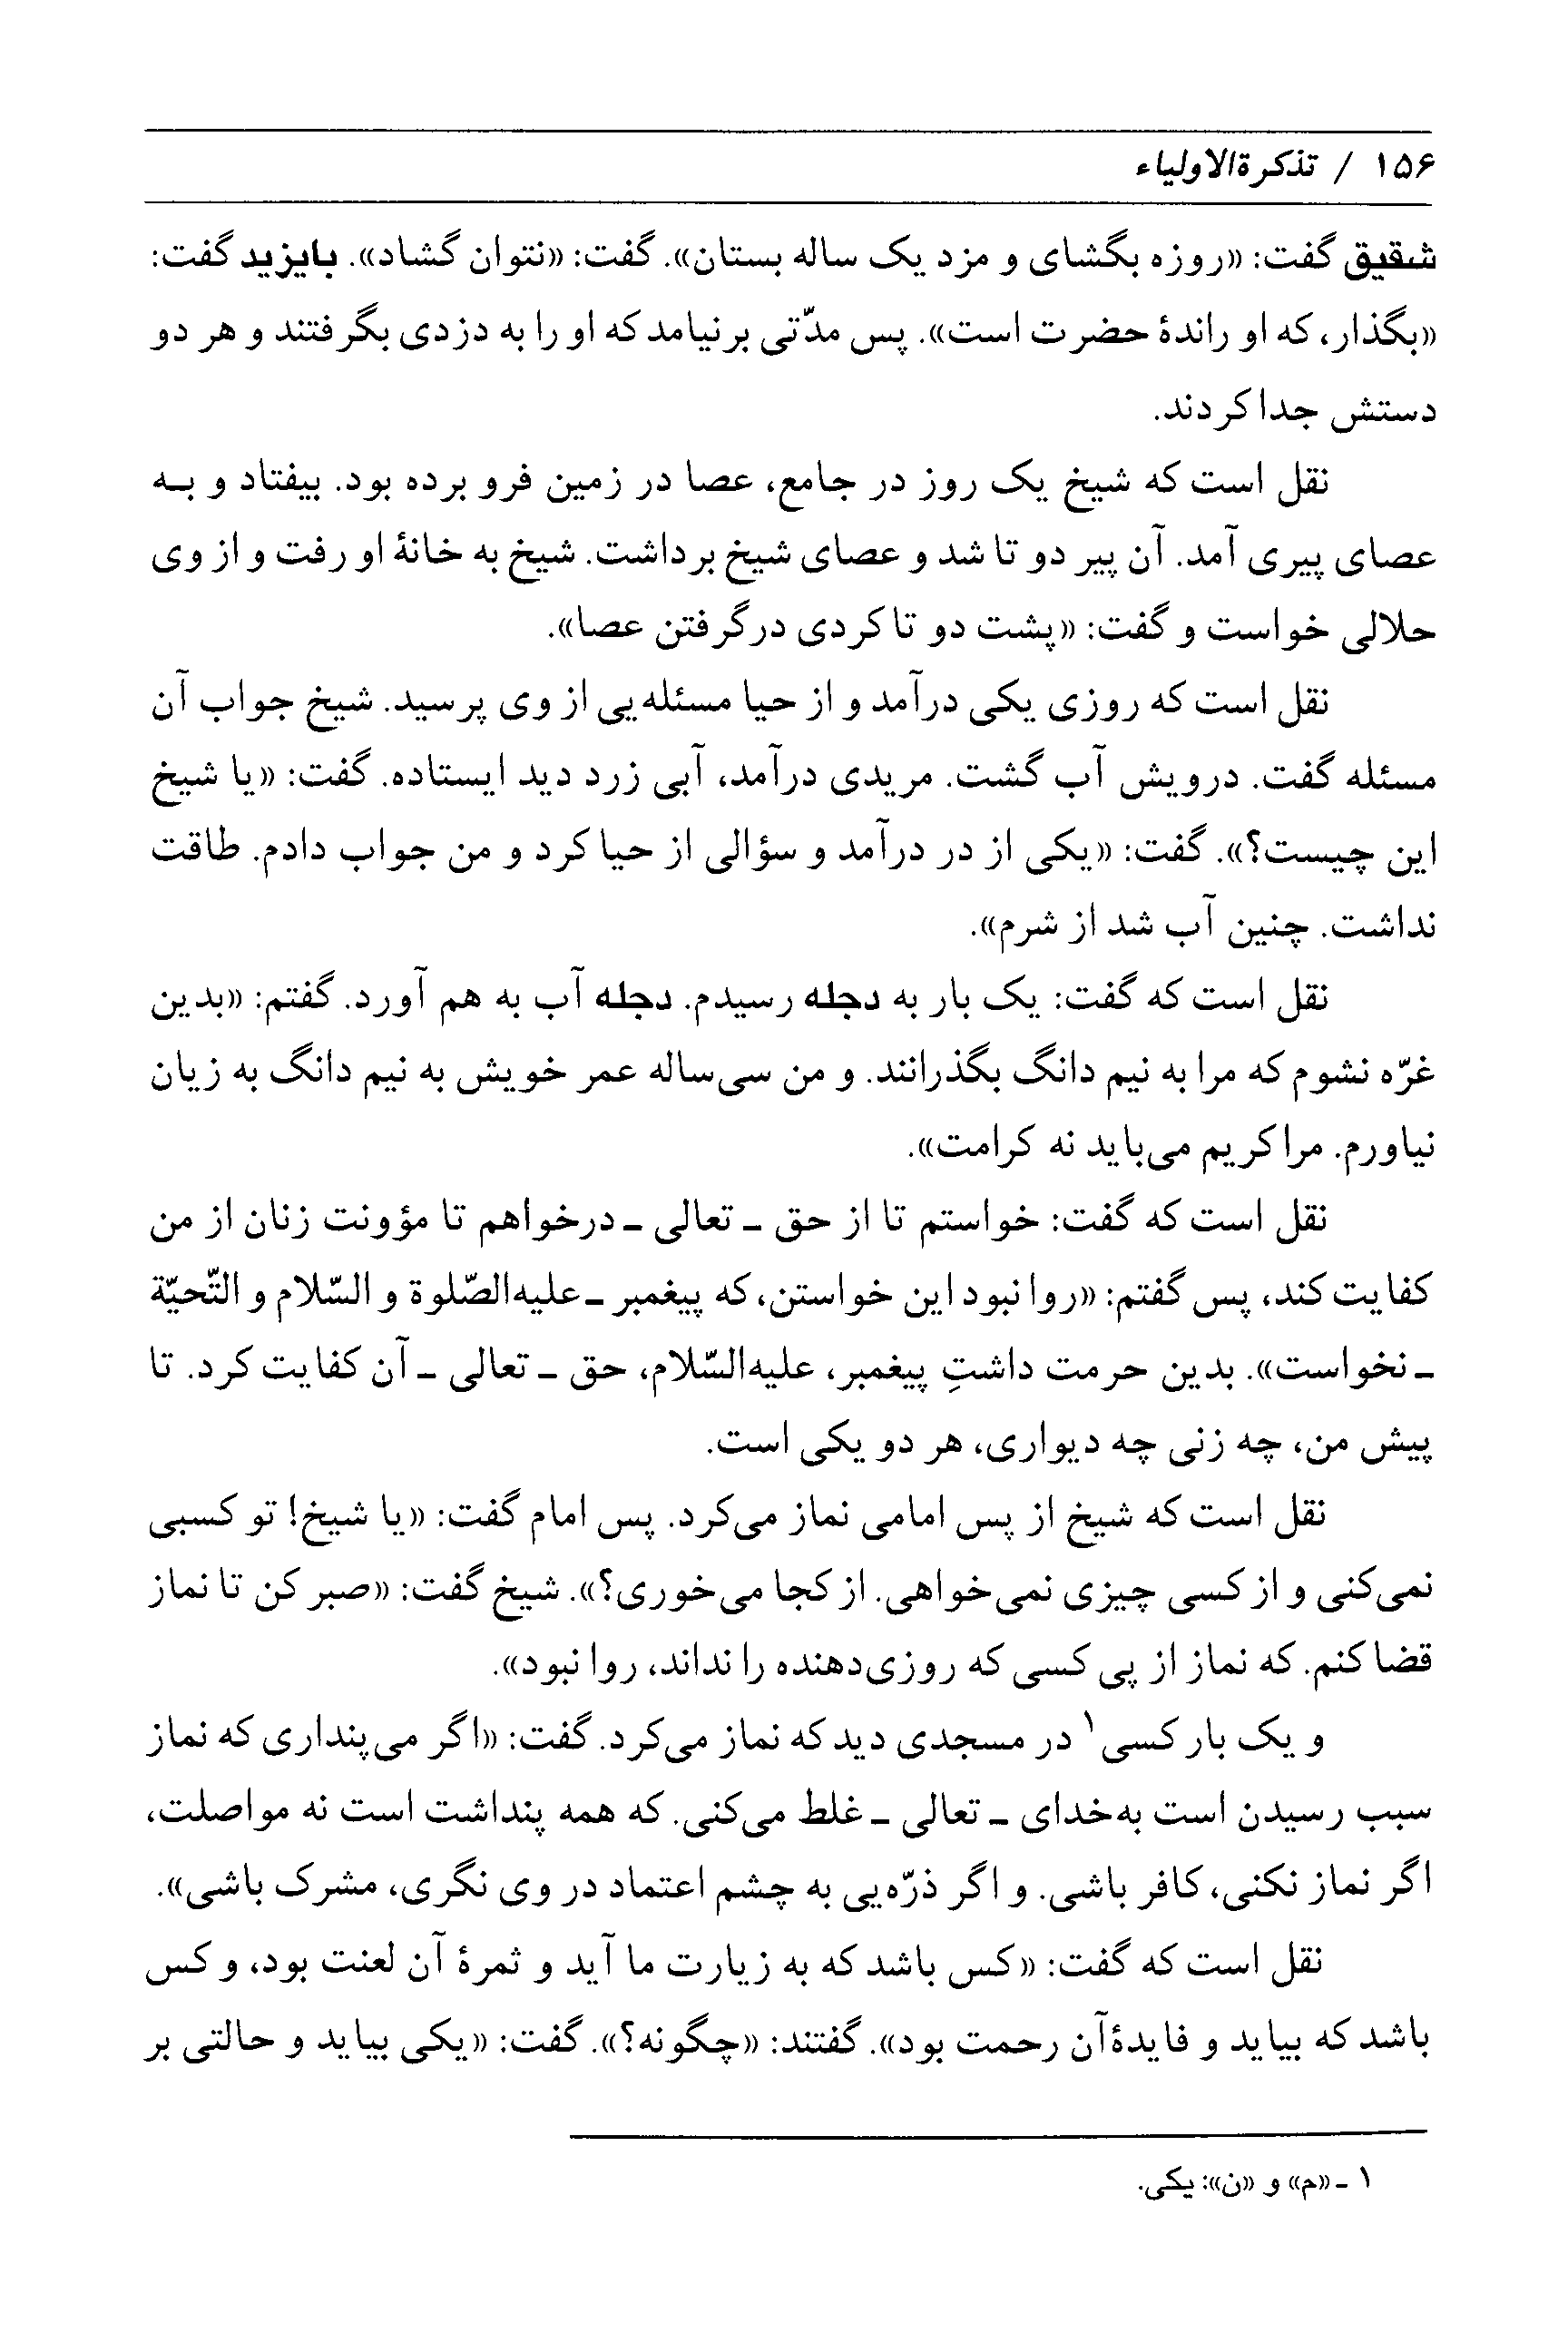 ۱۵۶ / تذکرةالاولیاء
شقیق گفت: «روزه بگشای و مزد یک ساله بستان». گفت: «نتوان گشاد». بایزید گفت:
«بگذار، که او راندهٔ حضرت است». پس مدّتی برنیامد که او را به دزدی بگرفتند و هر دو
دستش جدا کردند.
نقل است که شیخ یک روز در جامع، عصا در زمین فرو برده بود. بیفتاد و به
عصای پیری آمد. آن پیر دو تا شد و عصای شیخ برداشت. شیخ به خانهٔ او رفت و از وی
حلالی خواست و گفت: «پشت دو تا کردی درگرفتن عصا».
نقل است که روزی یکی درآمد و از حیا مسئله‌یی از وی پرسید. شیخ جواب آن
مسئله گفت. درویش آب گشت. مریدی درآمد، آبی زرد دید ایستاده. گفت: «یا شیخ
این چیست؟». گفت: «یکی از در درآمد و سؤالی از حیا کرد و من جواب دادم. طاقت
نداشت. چنین آب شد از شرم».
نقل است که گفت: یک بار به دجله رسیدم. دجله آب به هم آورد. گفتم: «بدین
غرّه نشوم که مرا به نیم دانگ بگذرانند. و من سی‌ساله عمر خویش به نیم دانگ به زیان
نیاورم. مرا کریم می‌باید نه کرامت».
نقل است که گفت: خواستم تا از حق ـ تعالی ـ درخواهم تا مؤونت زنان از من
کفایت کند، پس گفتم: «روا نبود این خواستن، که پیغمبر ـ علیه‌الصّلوة و السّلام و التّحیّة
ـ نخواست». بدین حرمت داشتِ پیغمبر، علیه‌السّلام، حق ـ تعالی ـ آن کفایت کرد. تا
پیش من، چه زنی چه دیواری، هر دو یکی است.
نقل است که شیخ از پس امامی نماز می‌کرد. پس امام گفت: «یا شیخ! تو کسبی
نمی‌کنی و از کسی چیزی نمی‌خواهی. از کجا می‌خوری؟». شیخ گفت: «صبر کن تا نماز
قضا کنم. که نماز از پی کسی که روزی‌دهنده را نداند، روا نبود».
و یک بار کسی۱ در مسجدی دید که نماز می‌کرد. گفت: «اگر می‌پنداری که نماز
سبب رسیدن است به‌خدای ـ تعالی ـ غلط می‌کنی. که همه پنداشت است نه مواصلت،
اگر نماز نکنی، کافر باشی. و اگر ذرّه‌یی به چشم اعتماد در وی نگری، مشرک باشی».
نقل است که گفت: «کس باشد که به زیارت ما آید و ثمرهٔ آن لعنت بود، و کس
باشد که بیاید و فایدهٔ آن رحمت بود». گفتند: «چگونه؟». گفت: «یکی بیاید و حالتی بر
۱ ـ «م» و «ن»: یکی.